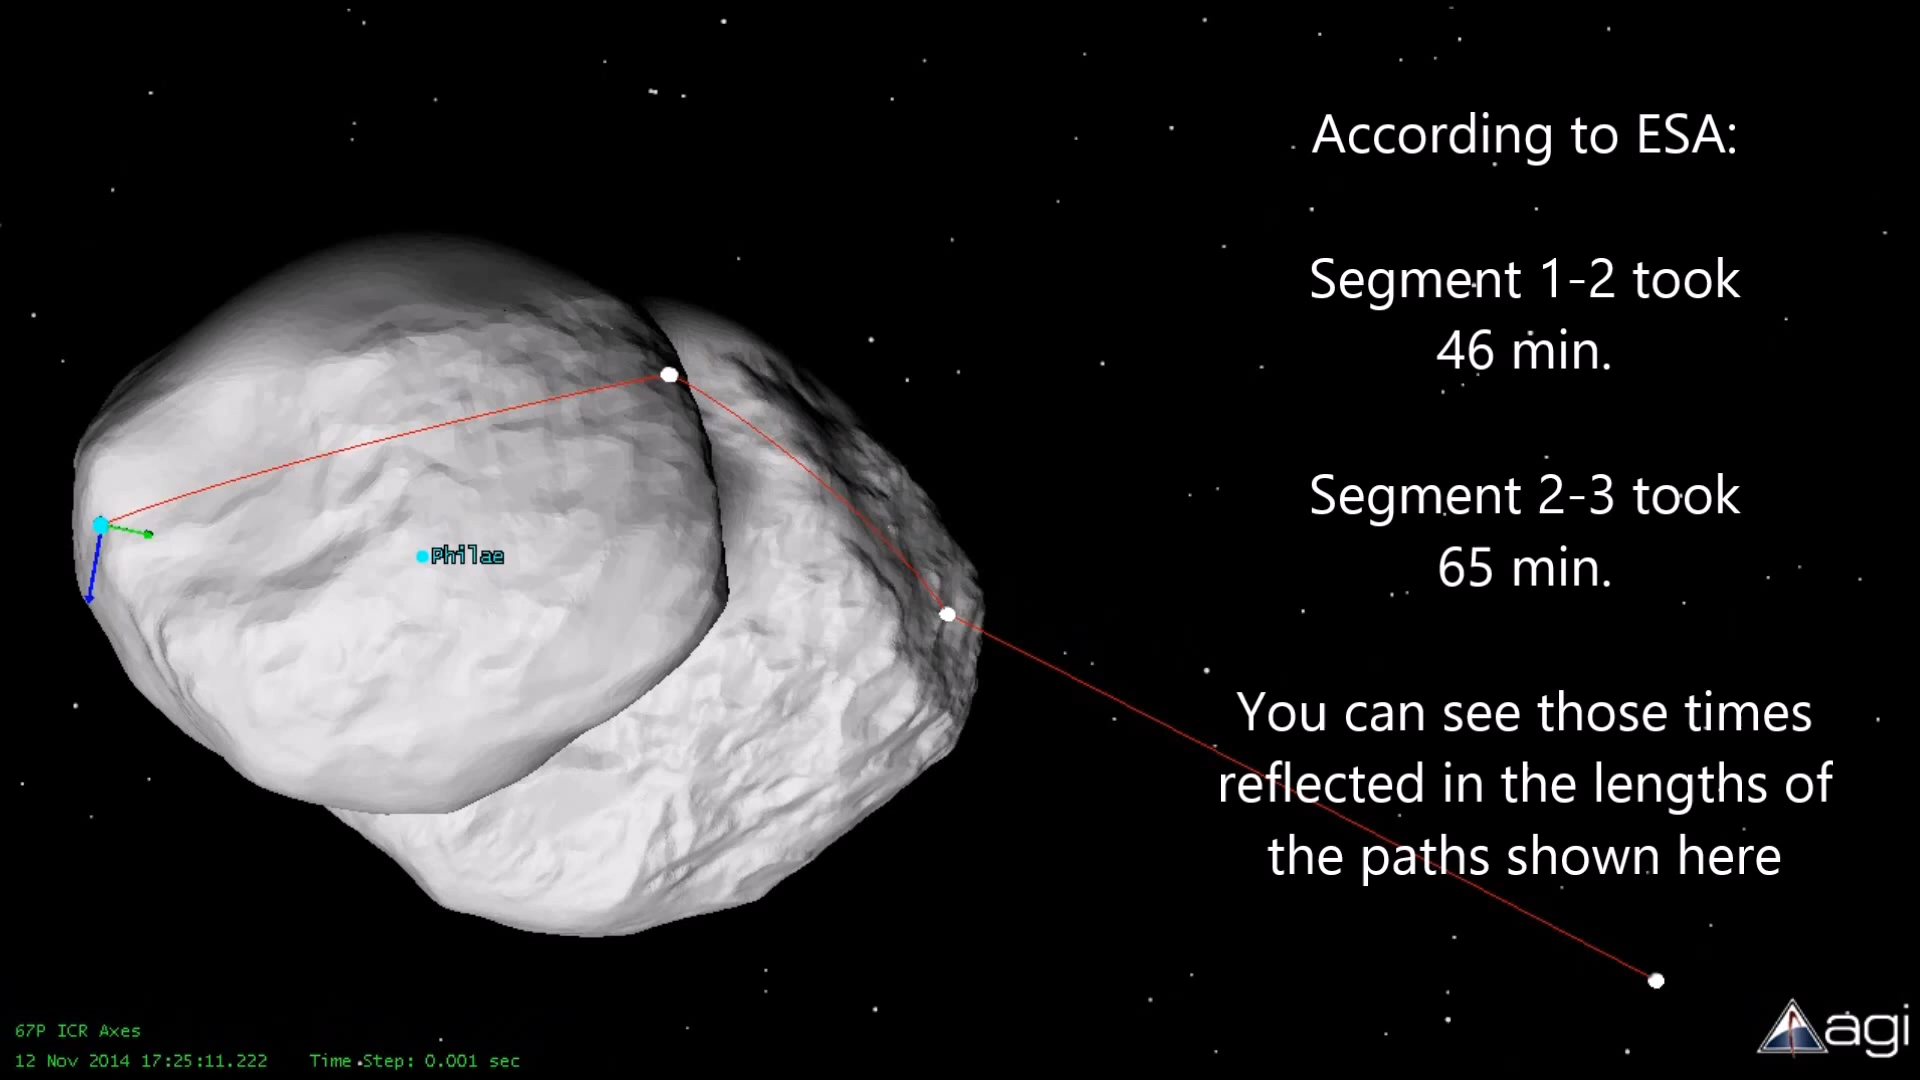 According to ESA:
Segment 1-2 took
46 min.
Segment 2-3 took
65 min.
You can see those times
reflected in the lengths of
the paths shown here
Philae
67P ICR Axes
12 Nov 2014 17:25:11.222 Time Step: 0.001 sec
agi